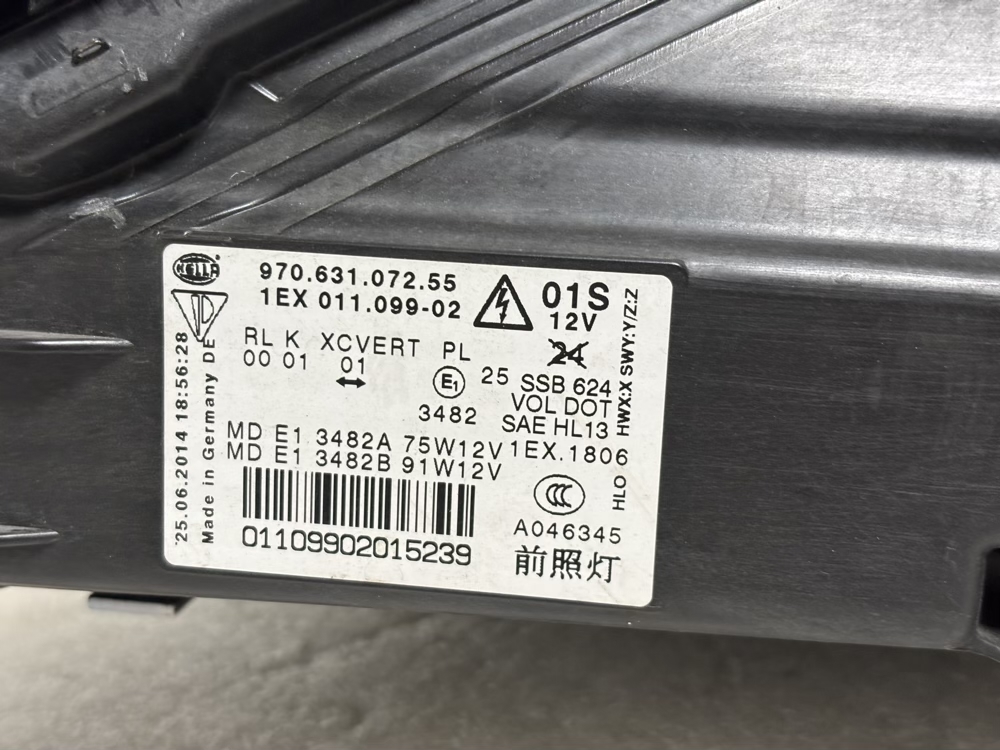 HELLA
970.631.072.55
1EX 011.099-02
01S
12V
24
RL K XCVERT PL
00 01 01
E1
25
3482
SSB 624
VOL DOT
SAE HL13
MD E1 3482A 75W12V
MD E1 3482B 91W12V
1EX.1806
01109902015239
CCC
A046345
前照灯
25.06.2014 18:56:28
Made in Germany DE
HWX:X SWY:Y/Z:Z
HLO